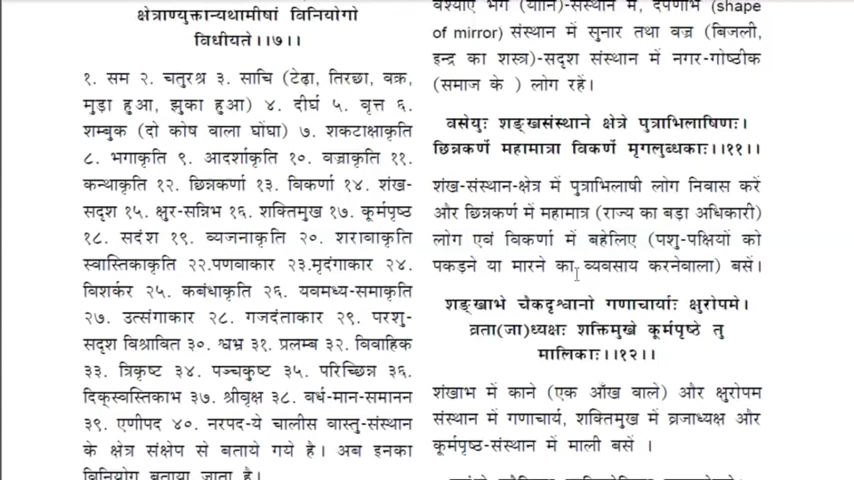 क्षेत्राण्युक्तान्यथामीषां विनियोगो
विधीयते।।७।।
१. सम २. चतुरश्र ३. साचि (टेढ़ा, तिरछा, वक्र,
मुड़ा हुआ, झुका हुआ) ४. दीर्घ ५. वृत्त ६.
शम्बुक (दो कोष वाला घोंघा) ७. शकटाक्षाकृति
८. भगाकृति ९. आदर्शाकृति १०. वज्राकृति ११.
कन्थाकृति १२. छिन्नकर्णा १३. विकर्णा १४. शंख-
सदृश १५. क्षुर-सन्निभ १६. शक्तिमुख १७. कूर्मपृष्ठ
१८. सदंश १९. व्यजनाकृति २०. शरावाकृति
स्वास्तिकाकृति २२.पणवाकार २३.मृदंगाकार २४.
विशर्कर २५. कबंधाकृति २६. यवमध्य-समाकृति
२७. उत्संगाकार २८. गजदंताकार २९. परशु-
सदृश विश्रावित ३०. श्वभ्र ३१. प्रलम्ब ३२. विवाहिक
३३. त्रिकृष्ट ३४. पञ्चकुष्ट ३५. परिच्छिन्न ३६.
दिक्स्वस्तिकाभ ३७. श्रीवृक्ष ३८. वर्ध-मान-समानन
३९. एणीपद ४०. नरपद-ये चालीस वास्तु-संस्थान
के क्षेत्र संक्षेप से बताये गये है। अब इनका
विनियोग बताया जाता है।
वेश्याएं भग (योनि)-संस्थान में, दर्पणाभ (shape
of mirror) संस्थान में सुनार तथा वज्र (बिजली,
इन्द्र का शस्त्र)-सदृश संस्थान में नगर-गोष्ठीक
(समाज के ) लोग रहें।
वसेयुः शङ्खसंस्थाने क्षेत्रे पुत्राभिलाषिणः।
छिन्नकर्णे महामात्रा विकर्णे मृगलुब्धकाः।।११।।
शंख-संस्थान-क्षेत्र में पुत्राभिलाषी लोग निवास करें
और छिन्नकर्ण में महामात्र (राज्य का बड़ा अधिकारी)
लोग एवं विकर्णा में बहेलिए (पशु-पक्षियों को
पकड़ने या मारने का व्यवसाय करनेवाला) बसें।
शङ्खाभे चैकदृश्वानो गणाचार्याः क्षुरोपमे।
व्रता(जा)ध्यक्षः शक्तिमुखे कूर्मपृष्ठे तु
मालिकाः।।१२।।
शंखाभ में काने (एक आँख वाले) और क्षुरोपम
संस्थान में गणाचार्य, शक्तिमुख में व्रजाध्यक्ष और
कूर्मपृष्ठ-संस्थान में माली बसें ।